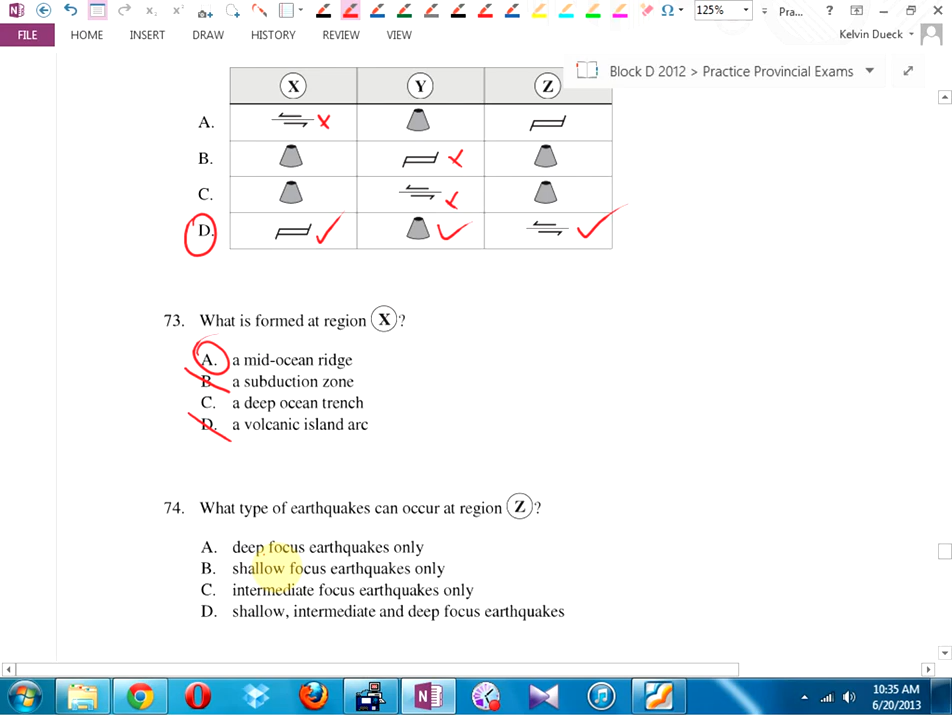 125%
Pra...
?
FILE
HOME
INSERT
DRAW
HISTORY
REVIEW
VIEW
Kelvin Dueck
Block D 2012 > Practice Provincial Exams
X Y Z
A.
B.
C.
D.
73. What is formed at region X ?
A. a mid-ocean ridge
B. a subduction zone
C. a deep ocean trench
D. a volcanic island arc
74. What type of earthquakes can occur at region Z ?
A. deep focus earthquakes only
B. shallow focus earthquakes only
C. intermediate focus earthquakes only
D. shallow, intermediate and deep focus earthquakes
10:35 AM
6/20/2013